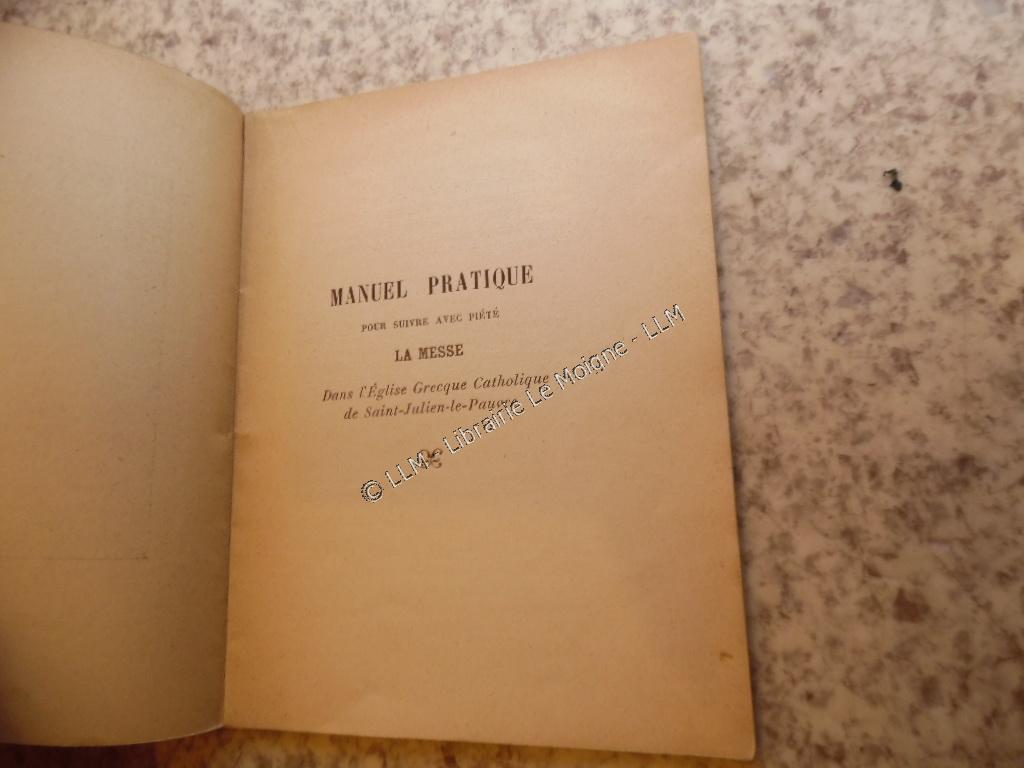 MANUEL PRATIQUE
POUR SUIVRE AVEC PIÉTÉ
LA MESSE
Dans l'Église Grecque Catholique
de Saint-Julien-le-Pauvre
© LLM - Librairie Le Moigne - LLM